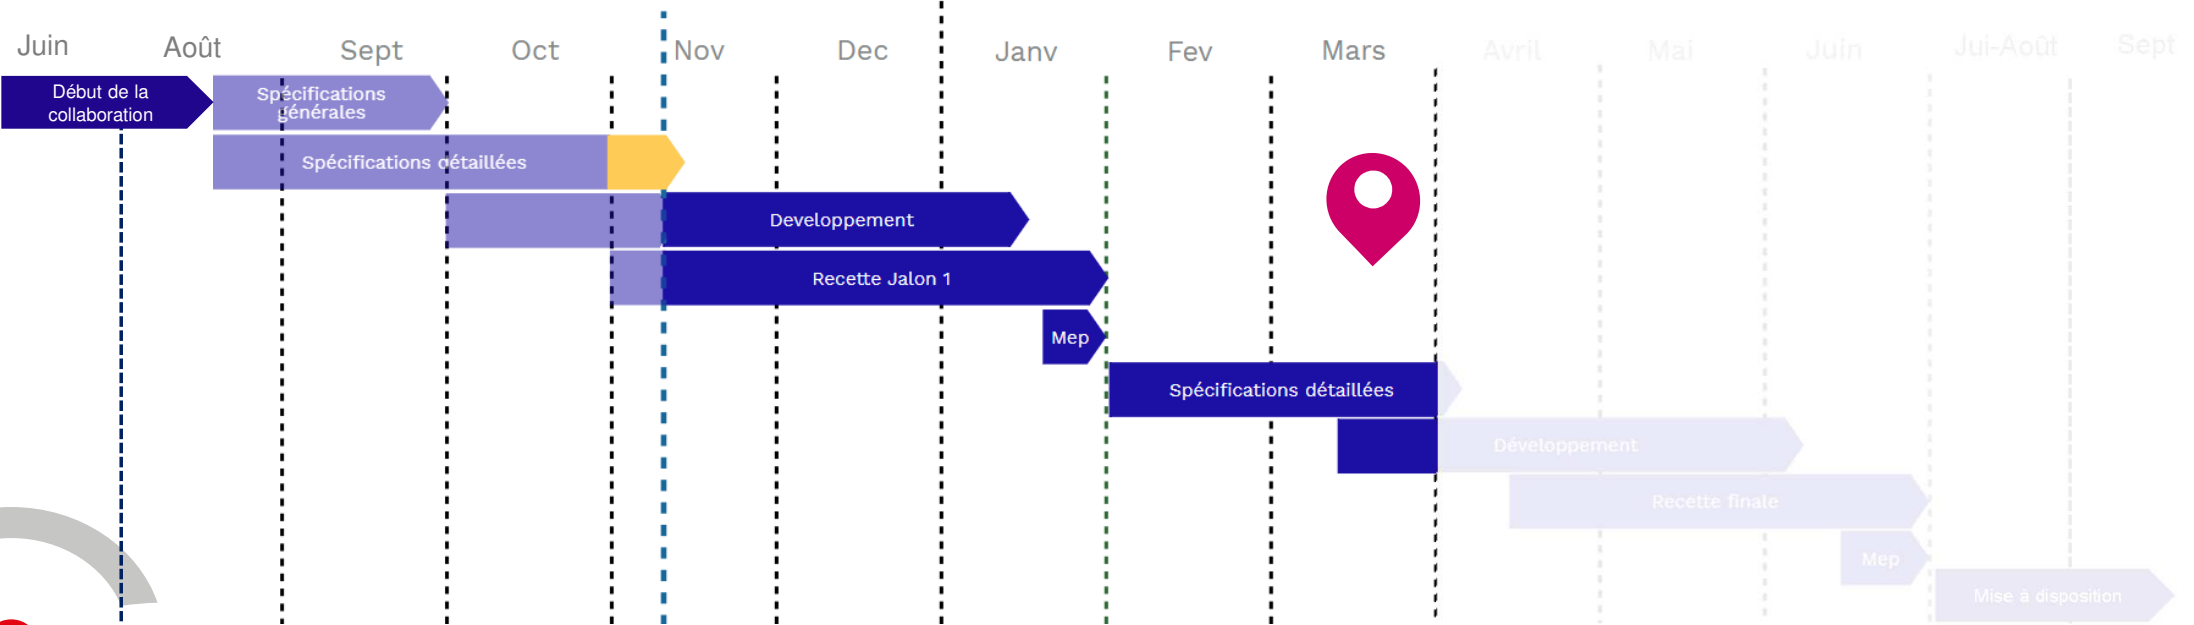 Juin
Août
Sept
Oct
Nov
Dec
Janv
Fev
Mars
Avril
Mai
Juin
Jui-Août
Sept
Début de la
collaboration
Spécifications
générales
Spécifications détaillées
Developpement
Recette Jalon 1
Mep
Spécifications détaillées
Développement
Recette finale
Mep
Mise à disposition